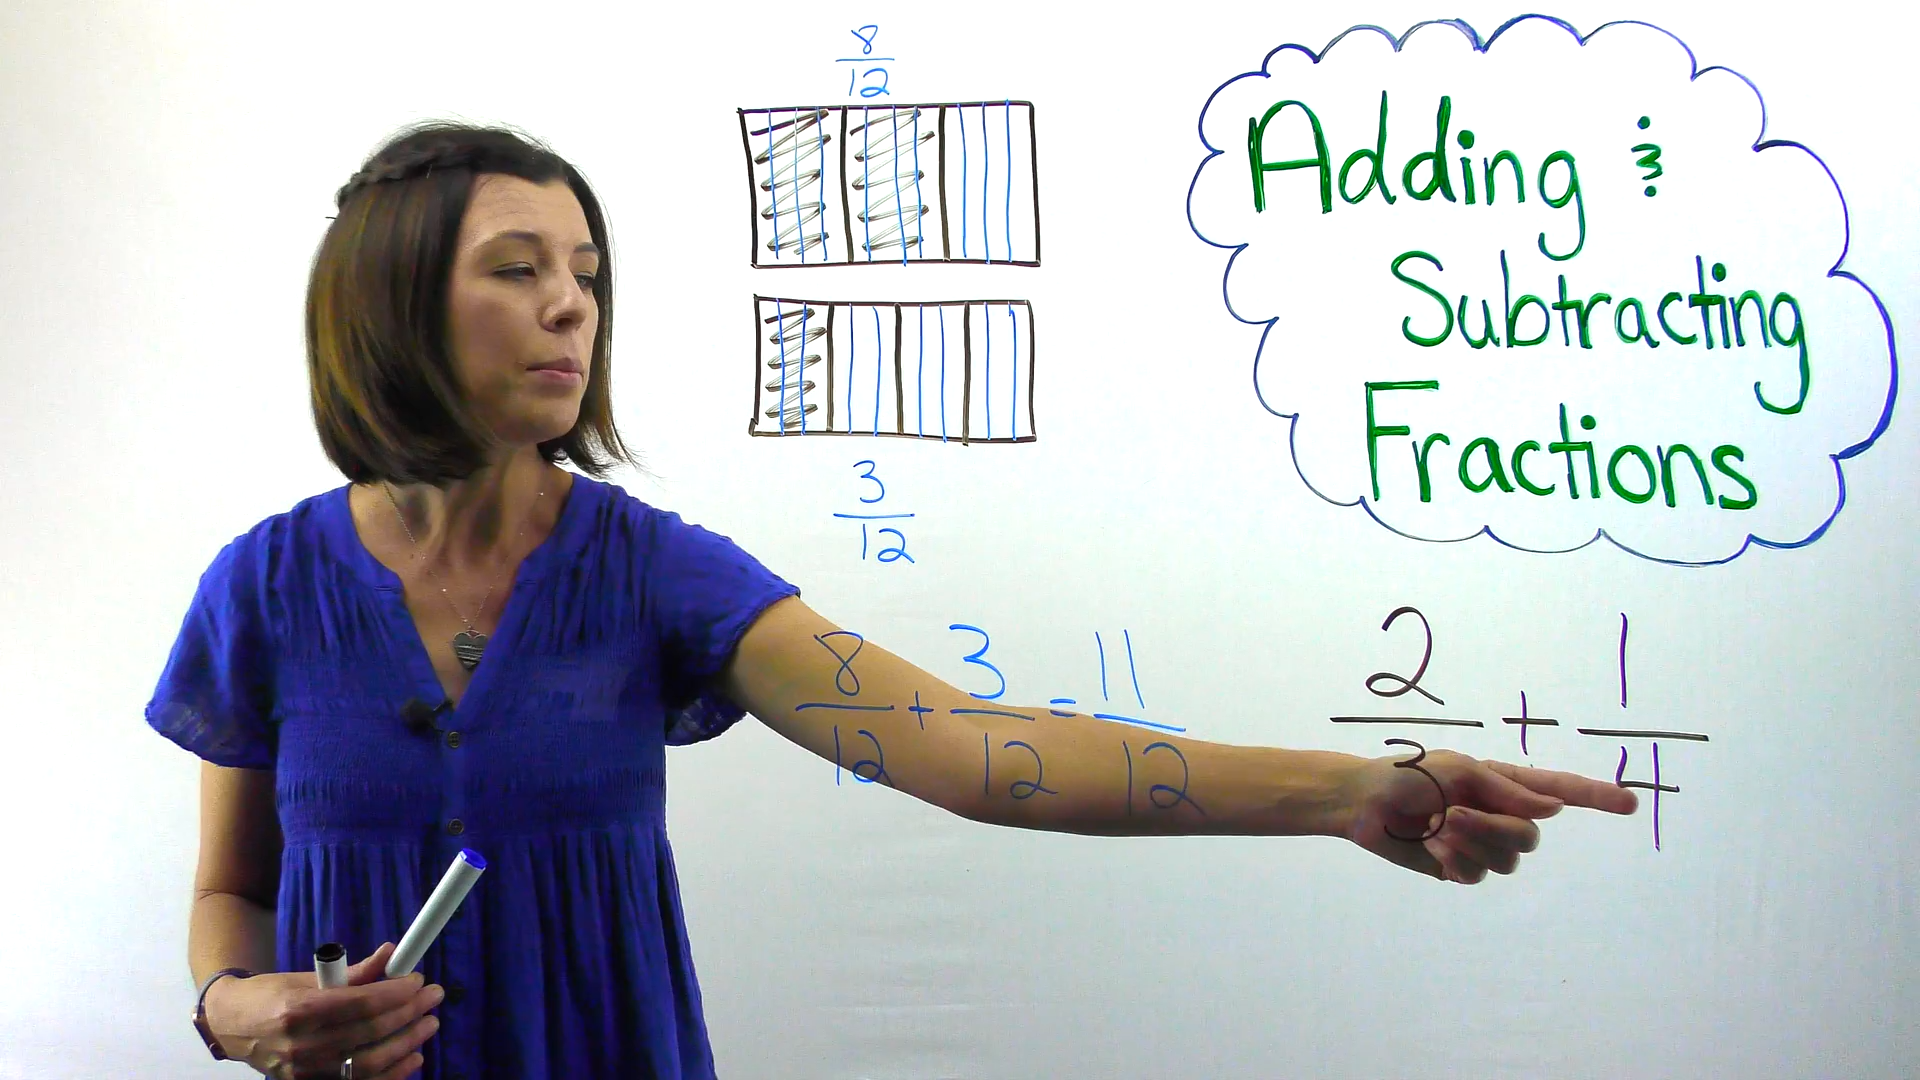 8/12
Adding &
Subtracting
Fractions
3/12
8/12 + 3/12 = 11/12
2/3 + 1/4